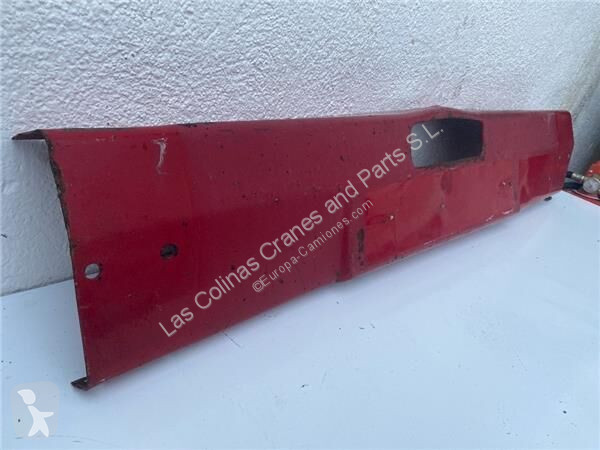 Las Colinas Cranes and Parts S.L.
©Europa-Camiones.com